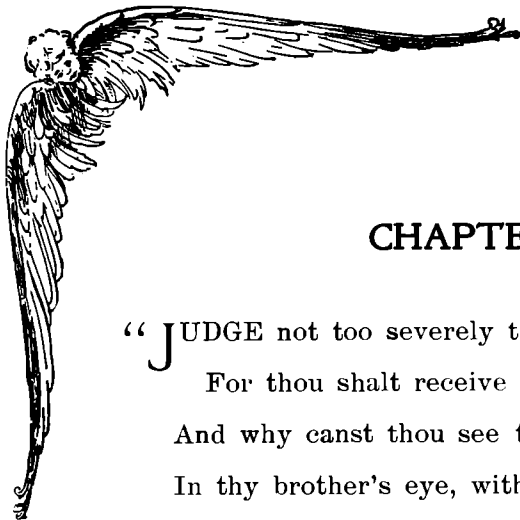 CHAPTE
“JUDGE not too severely t
For thou shalt receive
And why canst thou see t
In thy brother's eye, with